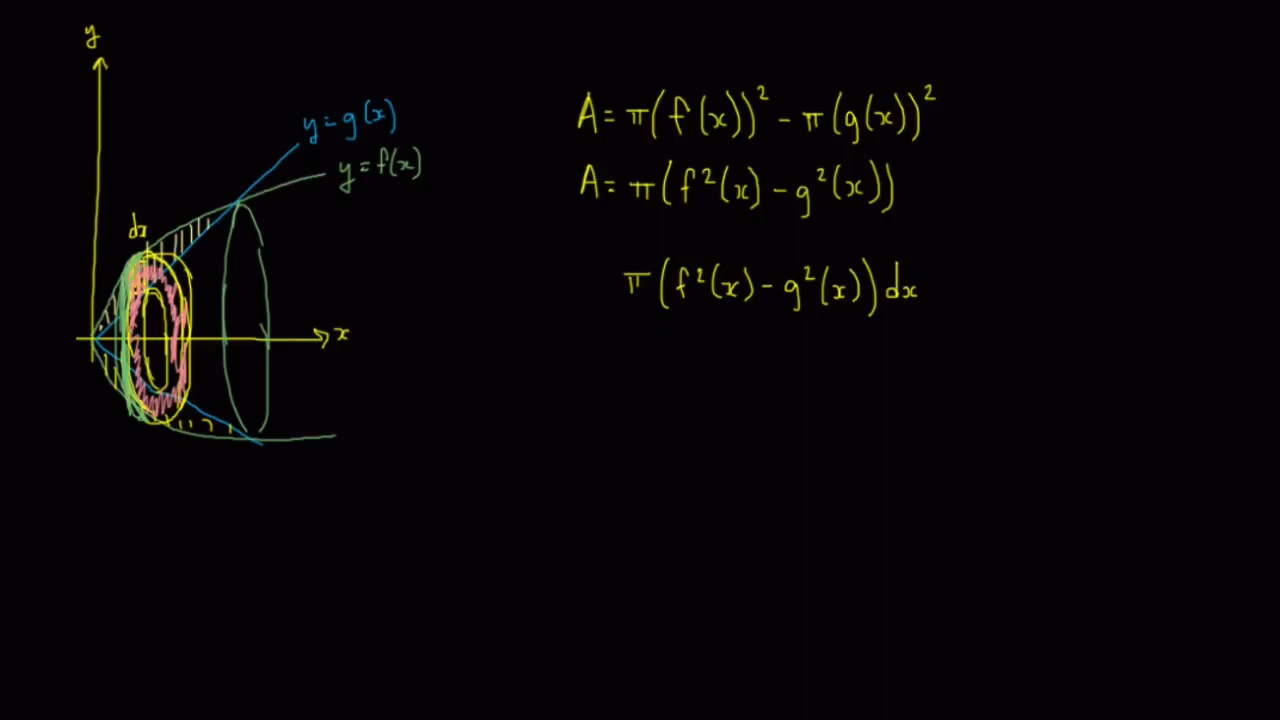 y
y=g(x)
y=f(x)
dx
x
A=π(f(x))²-π(g(x))²
A=π(f²(x)-g²(x))
π(f²(x)-g²(x))dx